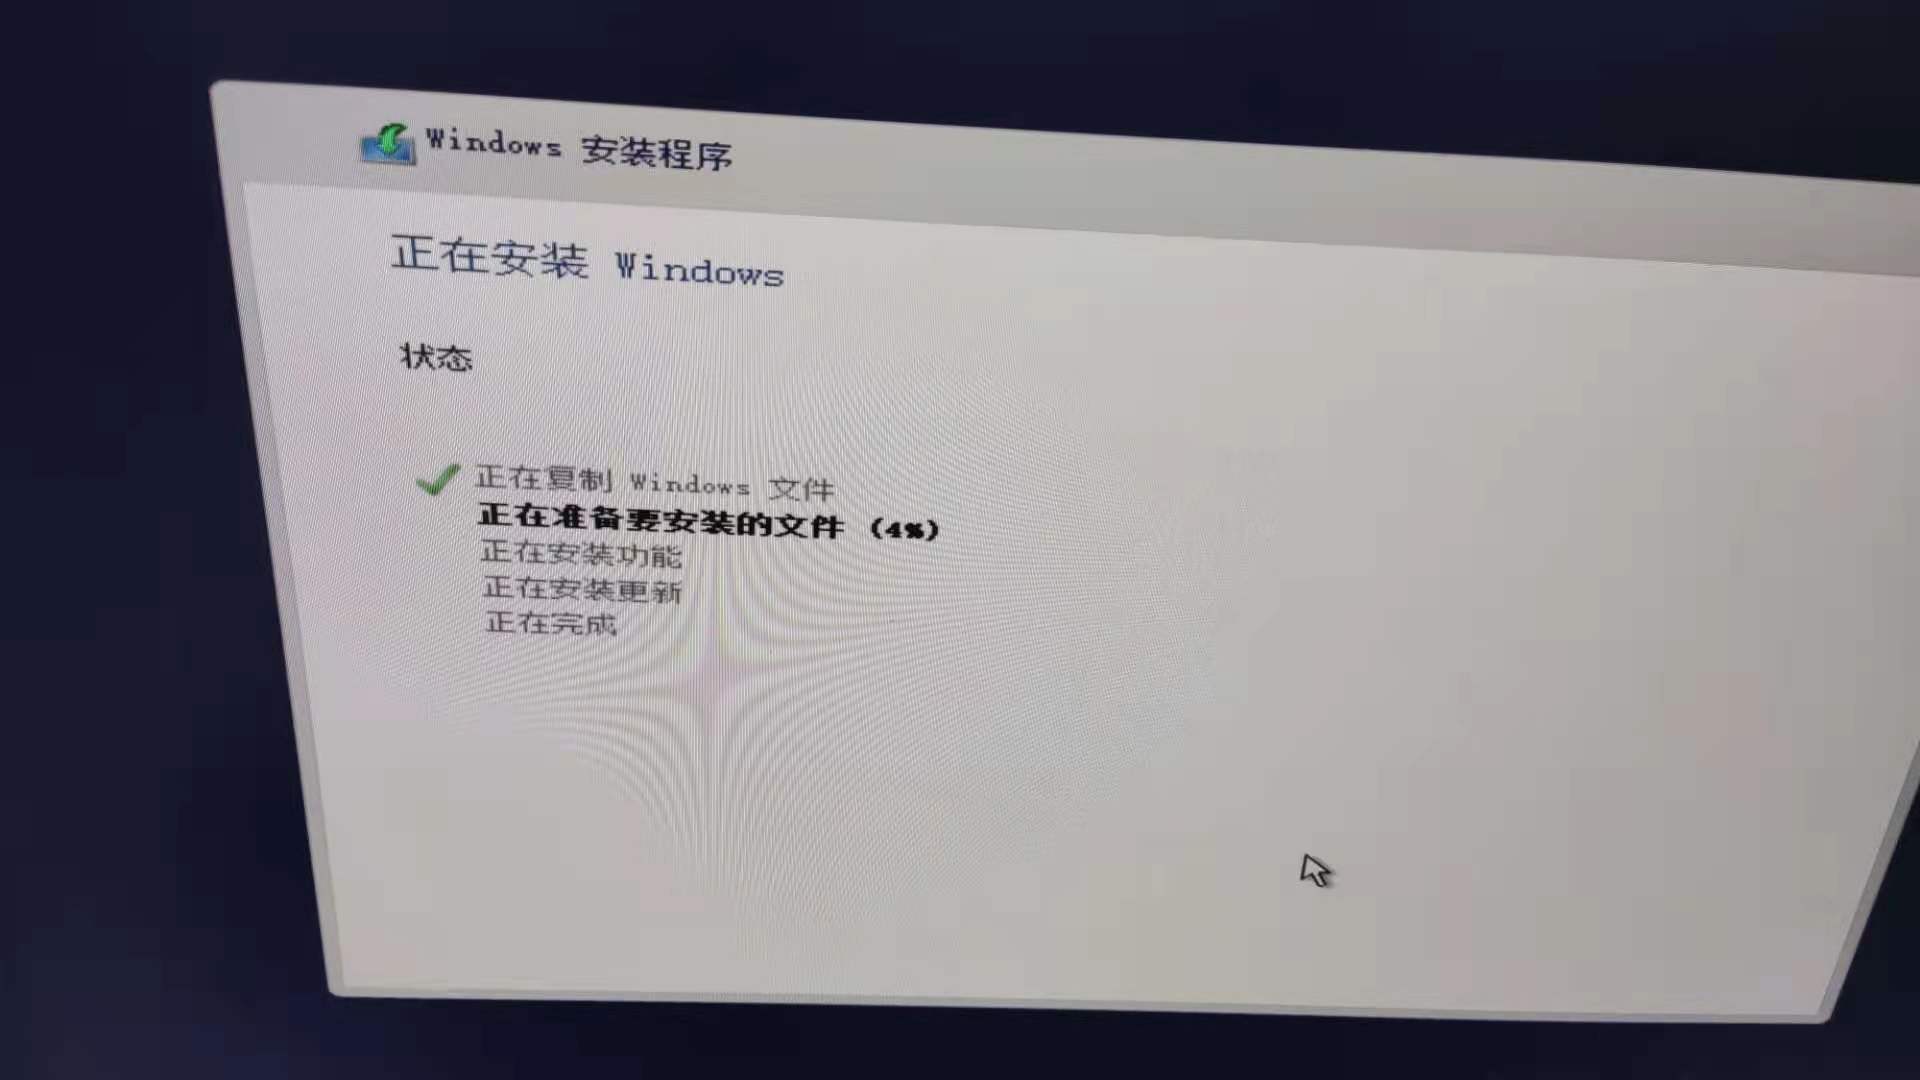 Windows 安装程序
正在安装 Windows
状态
正在复制 Windows 文件
正在准备要安装的文件 (4%)
正在安装功能
正在安装更新
正在完成